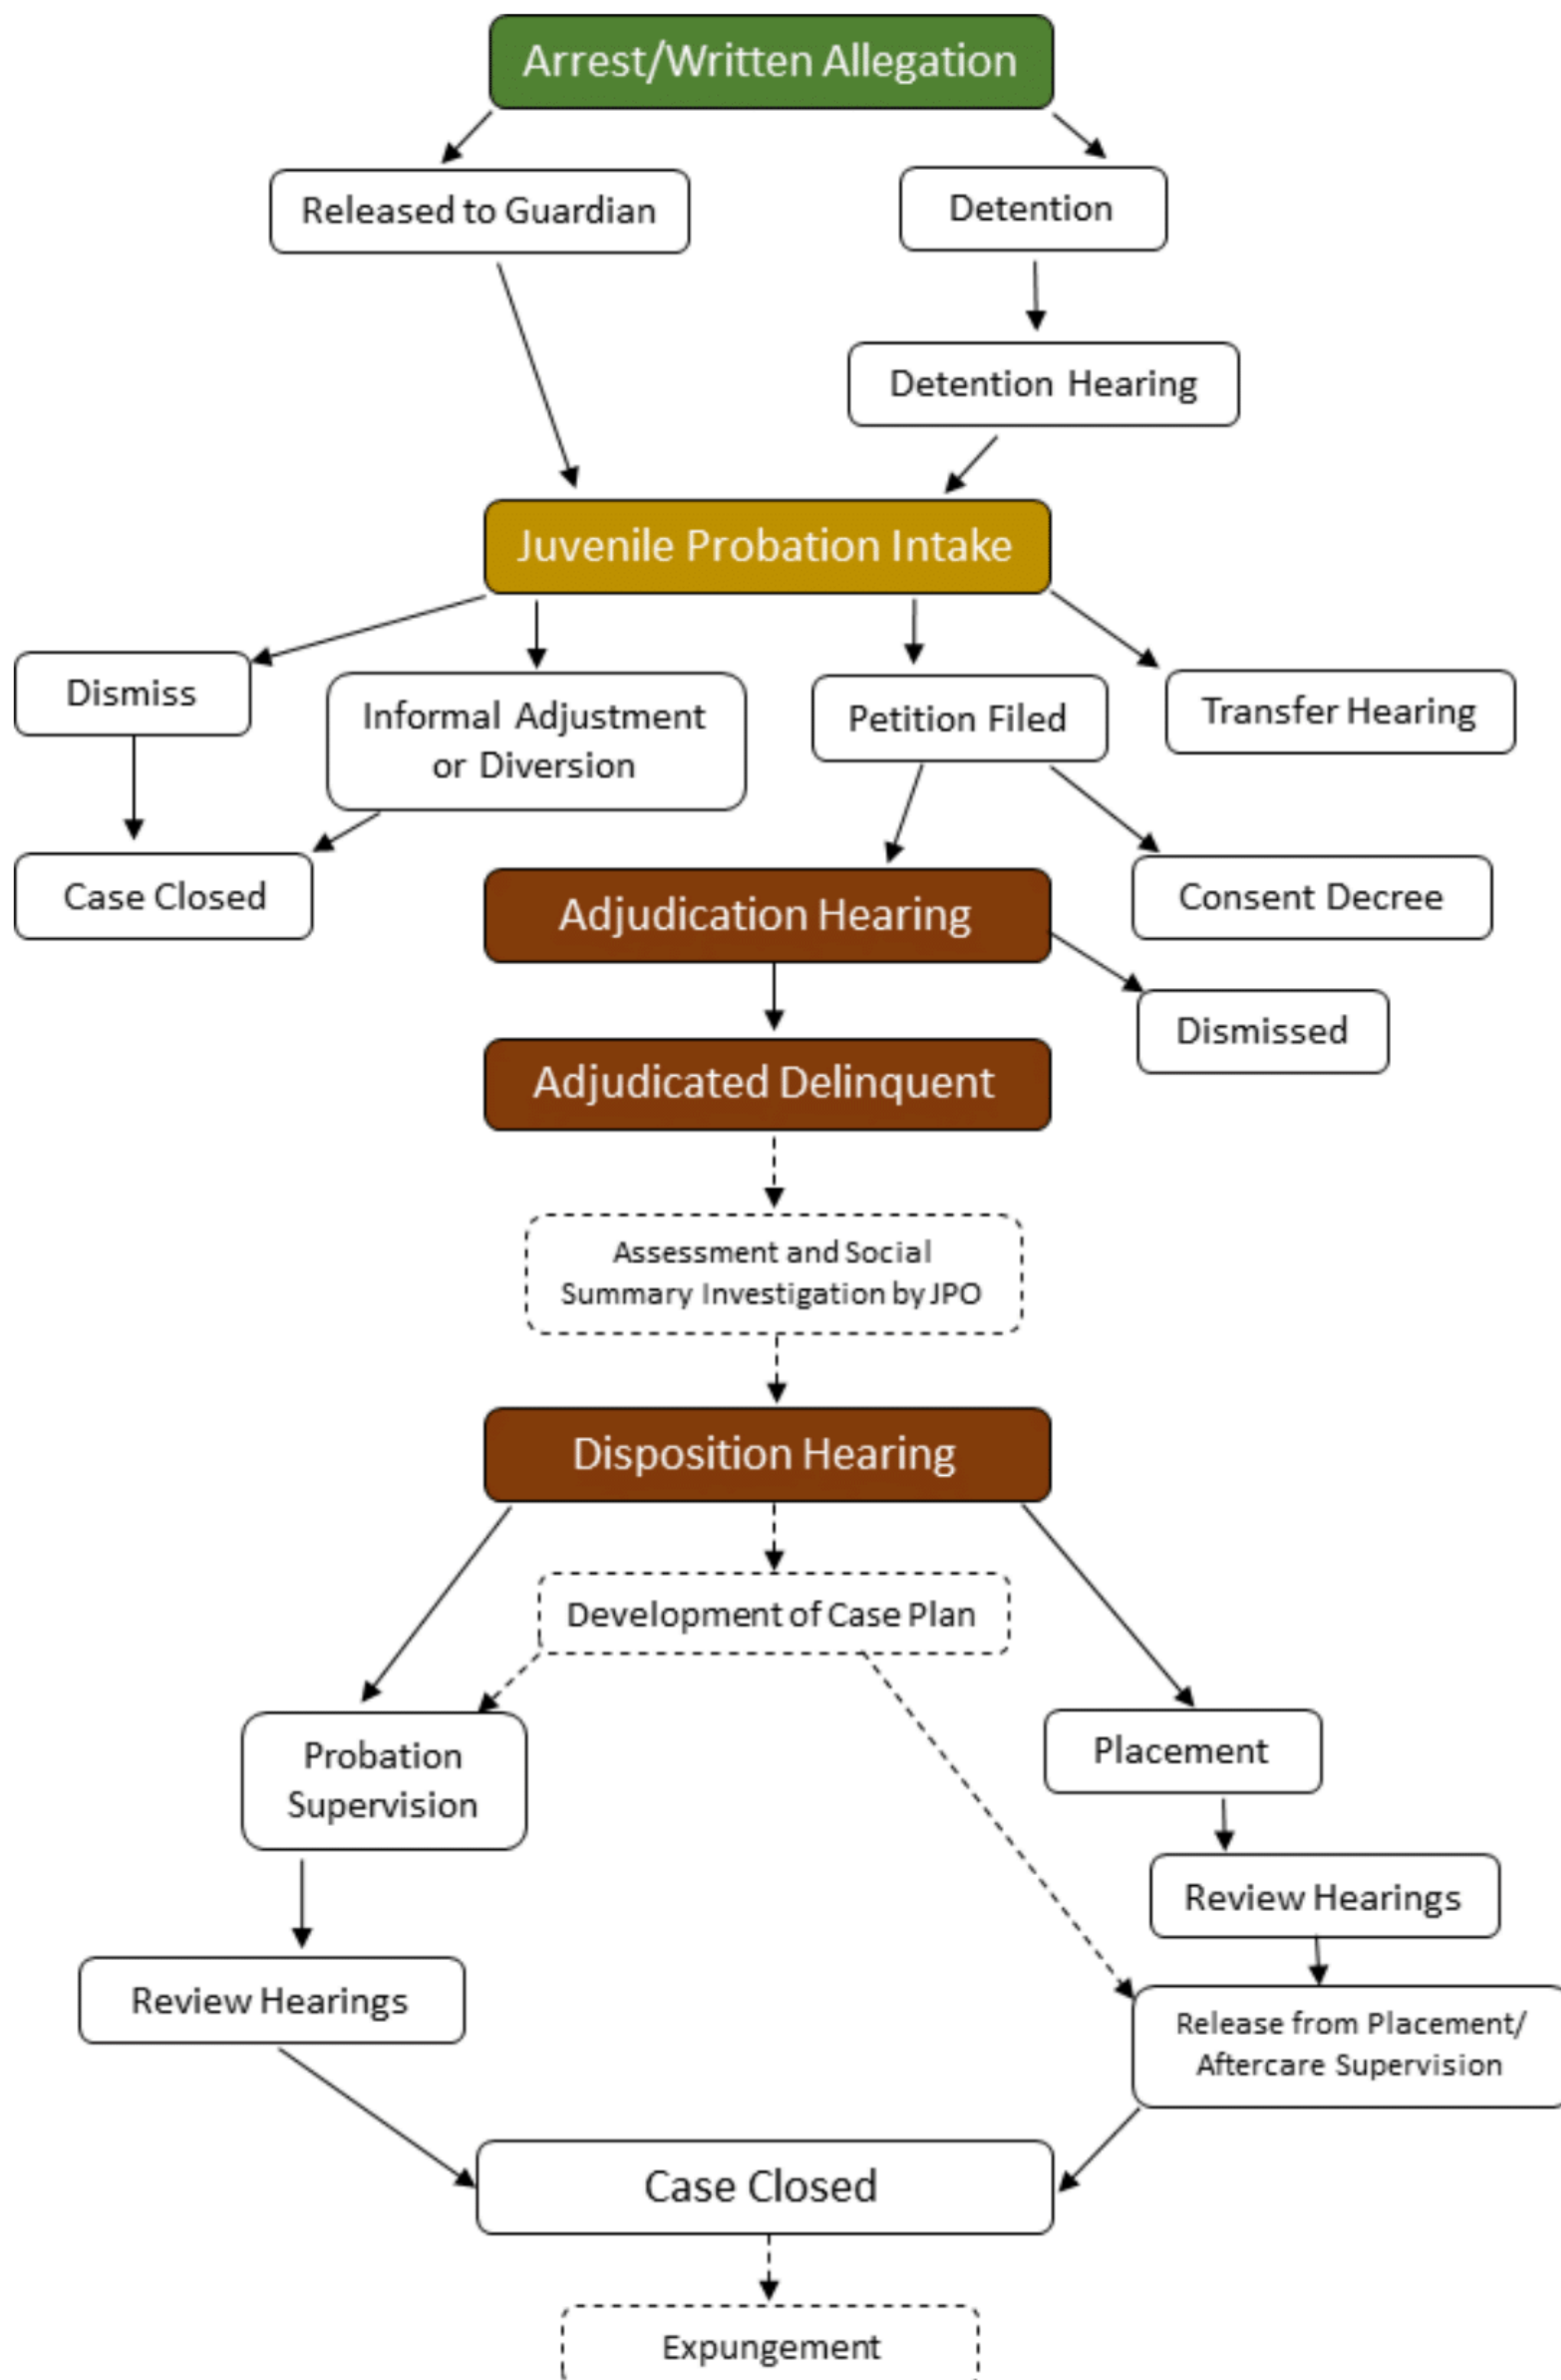 Arrest/Written Allegation
Released to Guardian
Detention
Detention Hearing
Juvenile Probation Intake
Dismiss
Informal Adjustment
or Diversion
Petition Filed
Transfer Hearing
Case Closed
Adjudication Hearing
Consent Decree
Dismissed
Adjudicated Delinquent
Assessment and Social
Summary Investigation by JPO
Disposition Hearing
Development of Case Plan
Probation
Supervision
Placement
Review Hearings
Review Hearings
Release from Placement/
Aftercare Supervision
Case Closed
Expungement